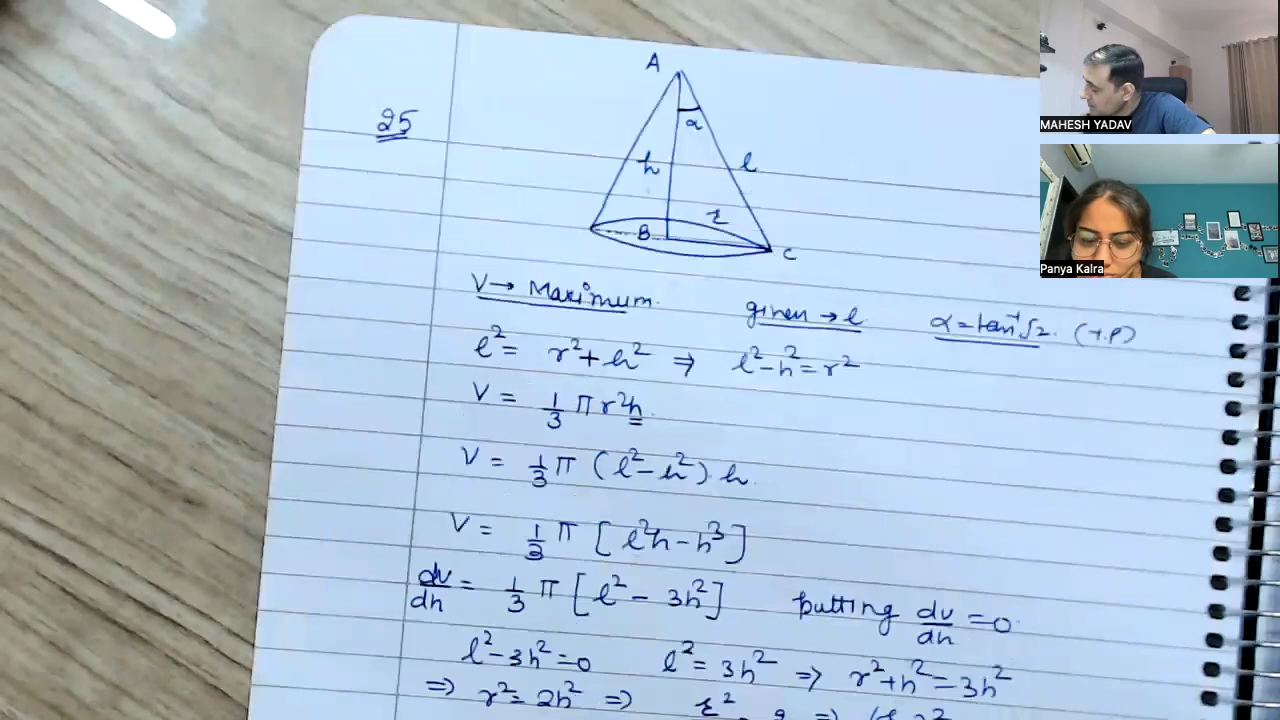 25
A
α
h
l
r
B
C
V→ Maximum. given → l α=tan⁻¹√2. (T.P)
l²= r²+h² ⇒ l²-h²=r²
V= 1/3 πr²h.
V= 1/3 π (l²-h²).h.
V= 1/3 π [l²h-h³]
dv/dh = 1/3 π [l²-3h²] putting dv/dh =0.
l²-3h²=0 l²=3h² ⇒ r²+h²=3h²
⇒ r²=2h² ⇒ r²
MAHESH YADAV
Panya Kalra